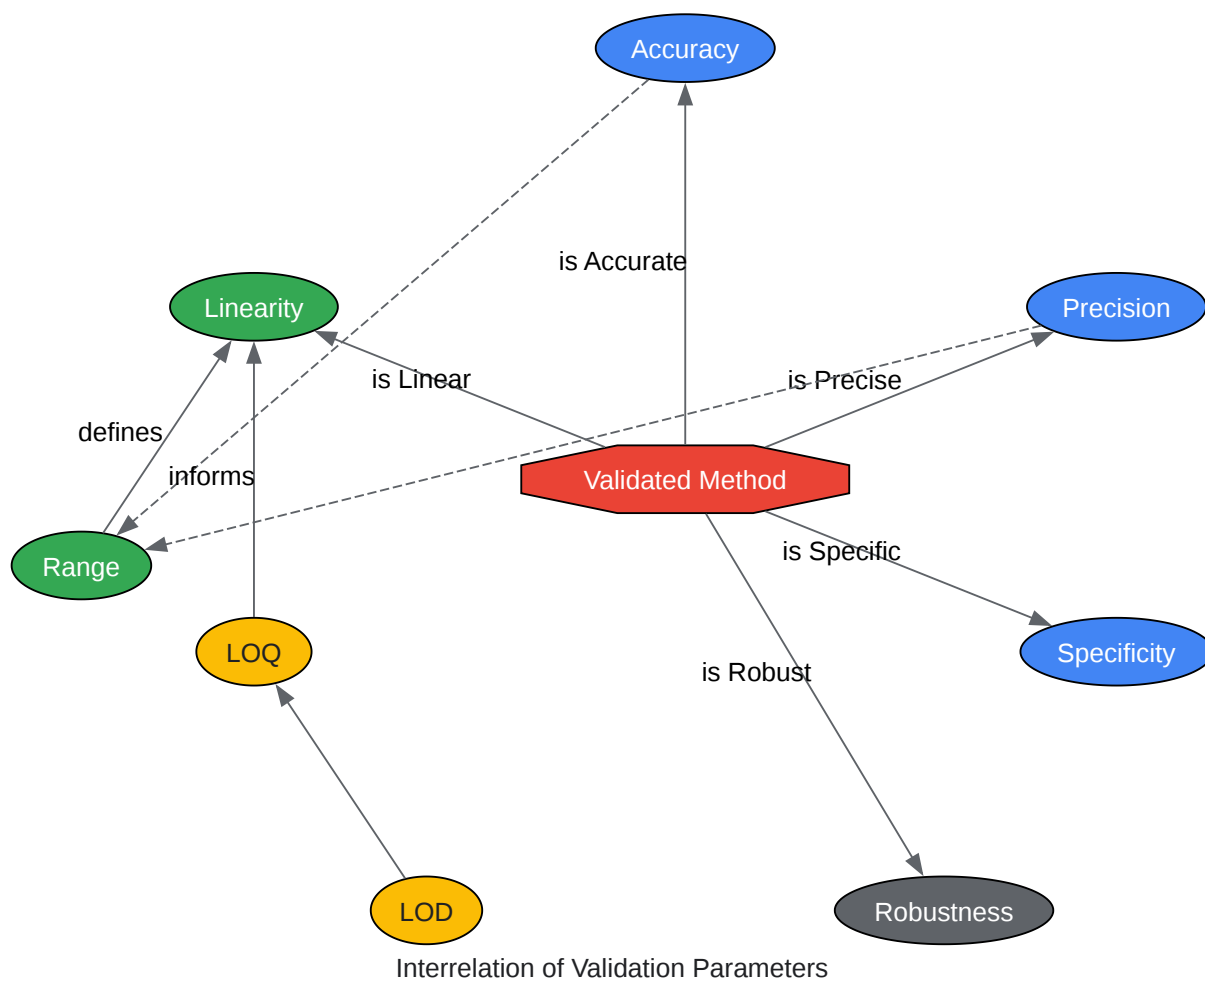 Accuracy
is Accurate
Linearity
Precision
is Linear
is Precise
defines
informs
Validated Method
is Specific
Range
LOQ
Specificity
is Robust
LOD
Robustness
Interrelation of Validation Parameters